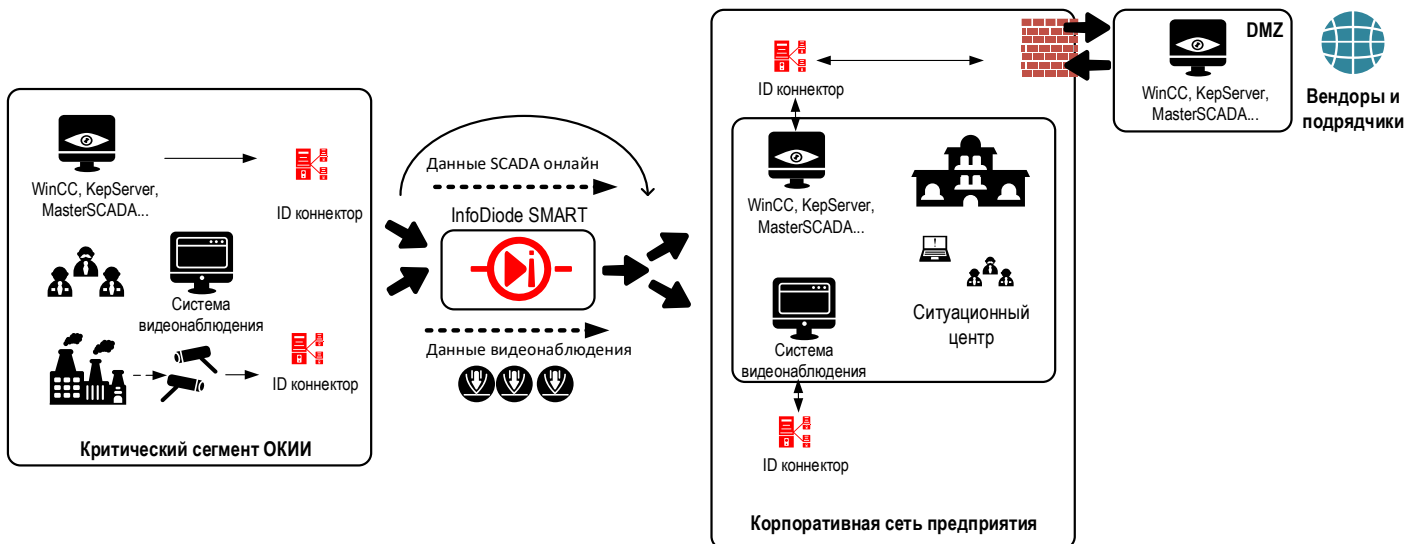 WinCC, KepServer,
MasterSCADA...
ID коннектор
Система
видеонаблюдения
ID коннектор
Критический сегмент ОКИИ
Данные SCADA онлайн
InfoDiode SMART
Данные видеонаблюдения
ID коннектор
WinCC, KepServer,
MasterSCADA...
Ситуационный
центр
Система
видеонаблюдения
ID коннектор
Корпоративная сеть предприятия
DMZ
WinCC, KepServer,
MasterSCADA...
Вендоры и
подрядчики